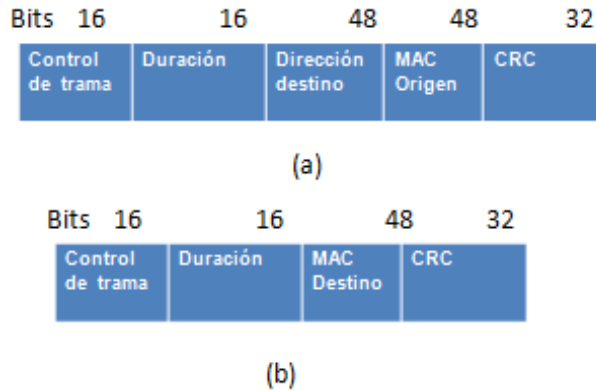 Bits 16 16 48 48 32
Control Duración Dirección MAC CRC
de trama destino Origen
(a)
Bits 16 16 48 32
Control Duración MAC CRC
de trama Destino
(b)